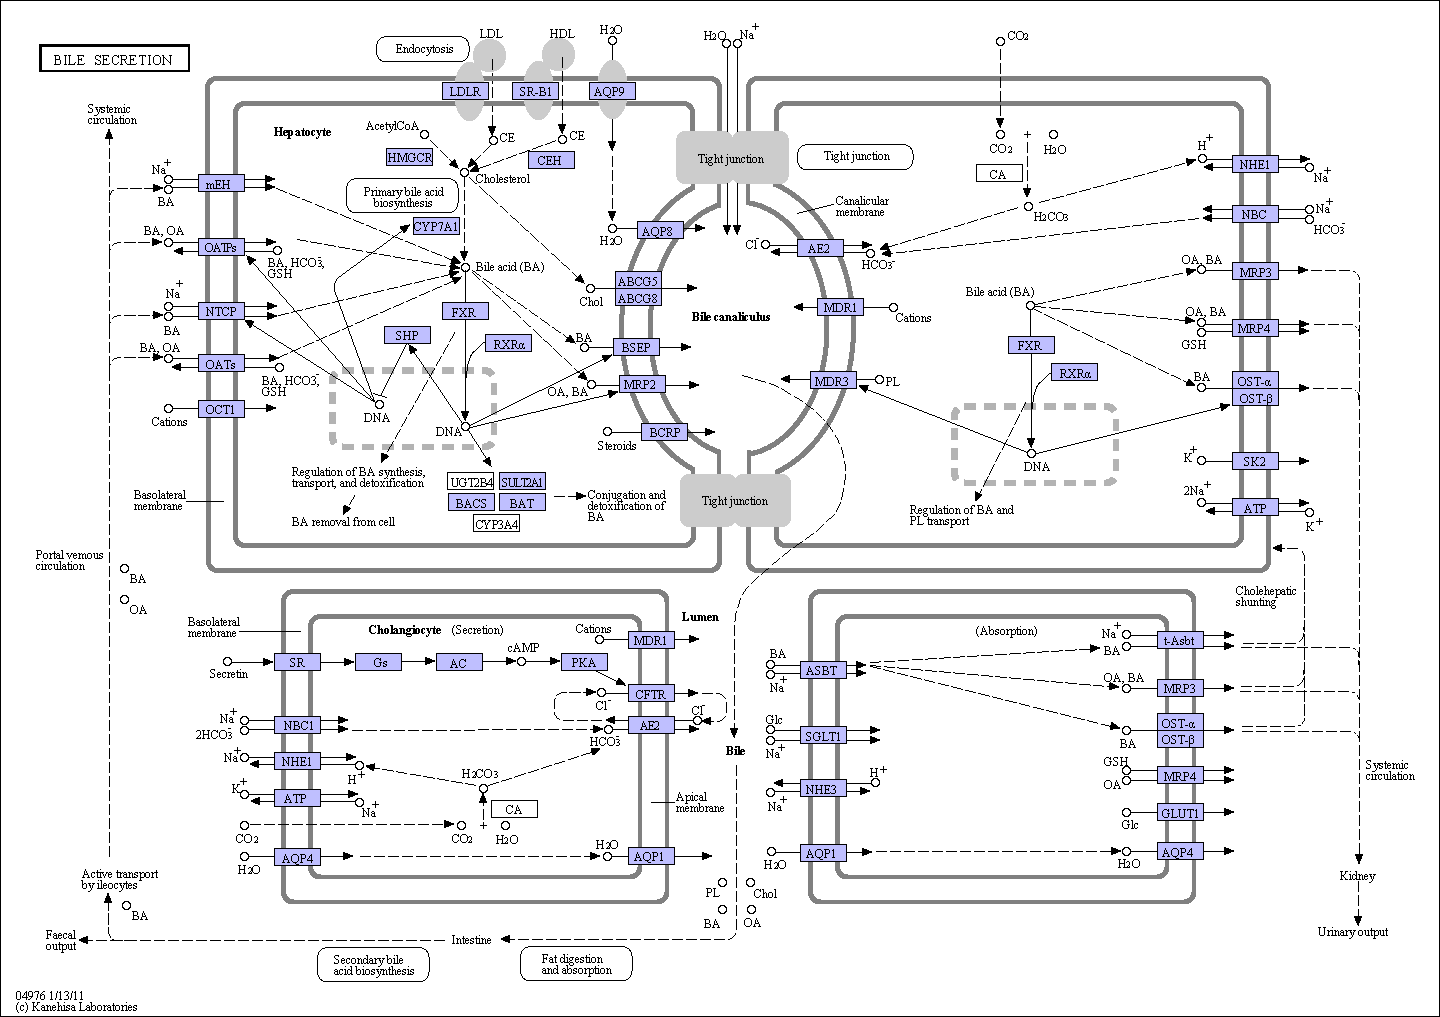 BILE SECRETION
Endocytosis
LDL
HDL
H2O
H2O
Na+
CO2
Systemic
circulation
LDLR
SR-B1
AQP9
Hepatocyte
AcetylCoA
CE
CE
HMGCR
CEH
Cholesterol
Tight junction
Tight junction
CO2
+
H2O
CA
H2CO3
H+
NHE1
Na+
Na+
BA
mEH
Primary bile acid
biosynthesis
CYP7A1
Canalicular
membrane
NBC
Na+
HCO3-
BA, OA
OATPs
BA, HCO3-,
GSH
H2O
AQP8
Cl-
AE2
HCO3-
Bile acid (BA)
ABCG5
ABCG8
Chol
OA, BA
MRP3
Na+
BA
NTCP
FXR
SHP
RXRα
Bile canaliculus
MDR1
Cations
Bile acid (BA)
OA, BA
GSH
MRP4
BA
BSEP
FXR
RXRα
BA, OA
OATs
BA, HCO3-,
GSH
OA, BA
MRP2
MDR3
PL
BA
OST-α
OST-β
Cations
OCT1
DNA
DNA
Steroids
BCRP
DNA
K+
SK2
Regulation of BA synthesis,
transport, and detoxification
BA removal from cell
UGT2B4
SULT2A1
BACS
BAT
CYP3A4
Conjugation and
detoxification of
BA
Tight junction
Regulation of BA and
PL transport
2Na+
ATP
K+
Basolateral
membrane
Portal venous
circulation
BA
OA
Cholehepatic
shunting
Basolateral
membrane
Cholangiocyte (Secretion)
Lumen
Cations
MDR1
(Absorption)
Na+
BA
t-Asbt
Secretin
SR
Gs
AC
cAMP
PKA
BA
Na+
ASBT
OA, BA
MRP3
Cl-
CFTR
Cl-
Na+
2HCO3-
NBC1
HCO3-
AE2
Glc
Na+
SGLT1
BA
OST-α
OST-β
Bile
Na+
NHE1
H+
H2CO3
Systemic
circulation
K+
ATP
Na+
CA
Apical
membrane
NHE3
H+
Na+
GSH
OA
MRP4
CO2
CO2
+
H2O
Glc
GLUT1
H2O
AQP4
H2O
AQP1
H2O
AQP1
H2O
AQP4
Active transport
by ileocytes
BA
PL
Chol
BA
OA
Kidney
Urinary output
Faecal
output
Intestine
Secondary bile
acid biosynthesis
Fat digestion
and absorption
04976 1/13/11
(c) Kanehisa Laboratories